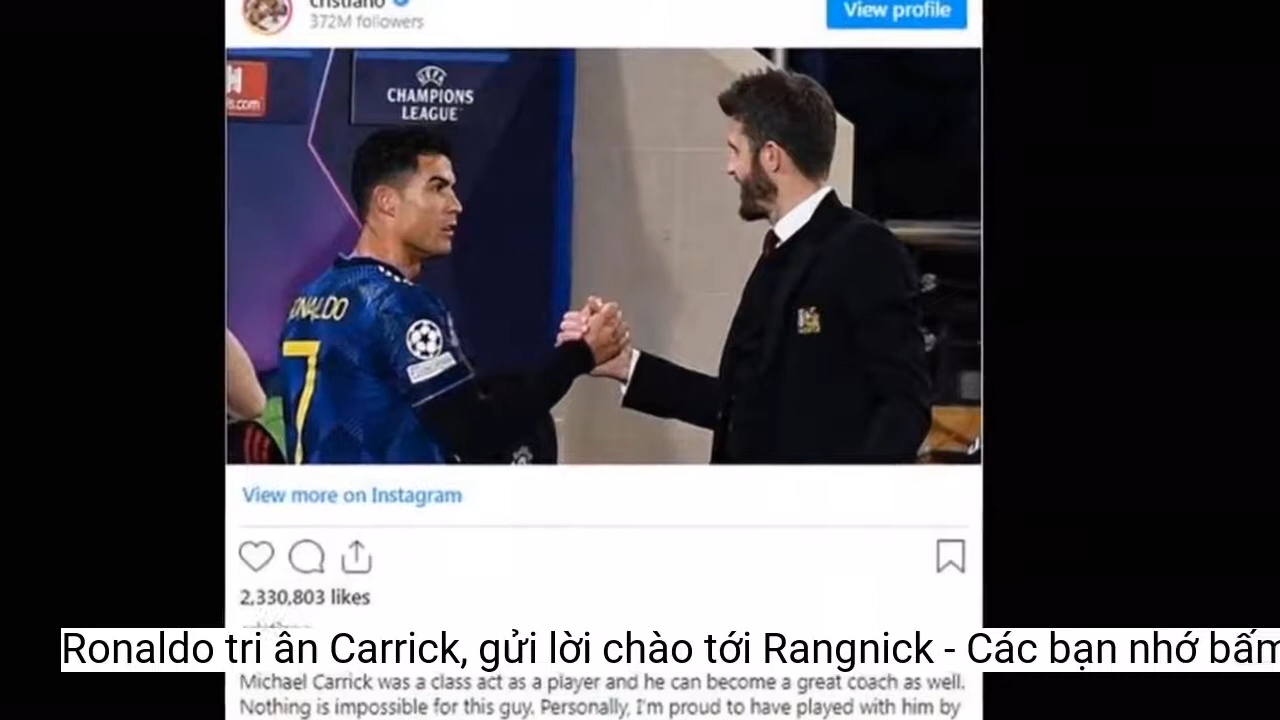 cristiano
372M followers
View profile
H
is.com
UEFA
CHAMPIONS
LEAGUE
RONALDO
7
View more on Instagram
2,330,803 likes
Ronaldo tri ân Carrick, gửi lời chào tới Rangnick - Các bạn nhớ bấm
Michael Carrick was a class act as a player and he can become a great coach as well.
Nothing is impossible for this guy. Personally, I'm proud to have played with him by